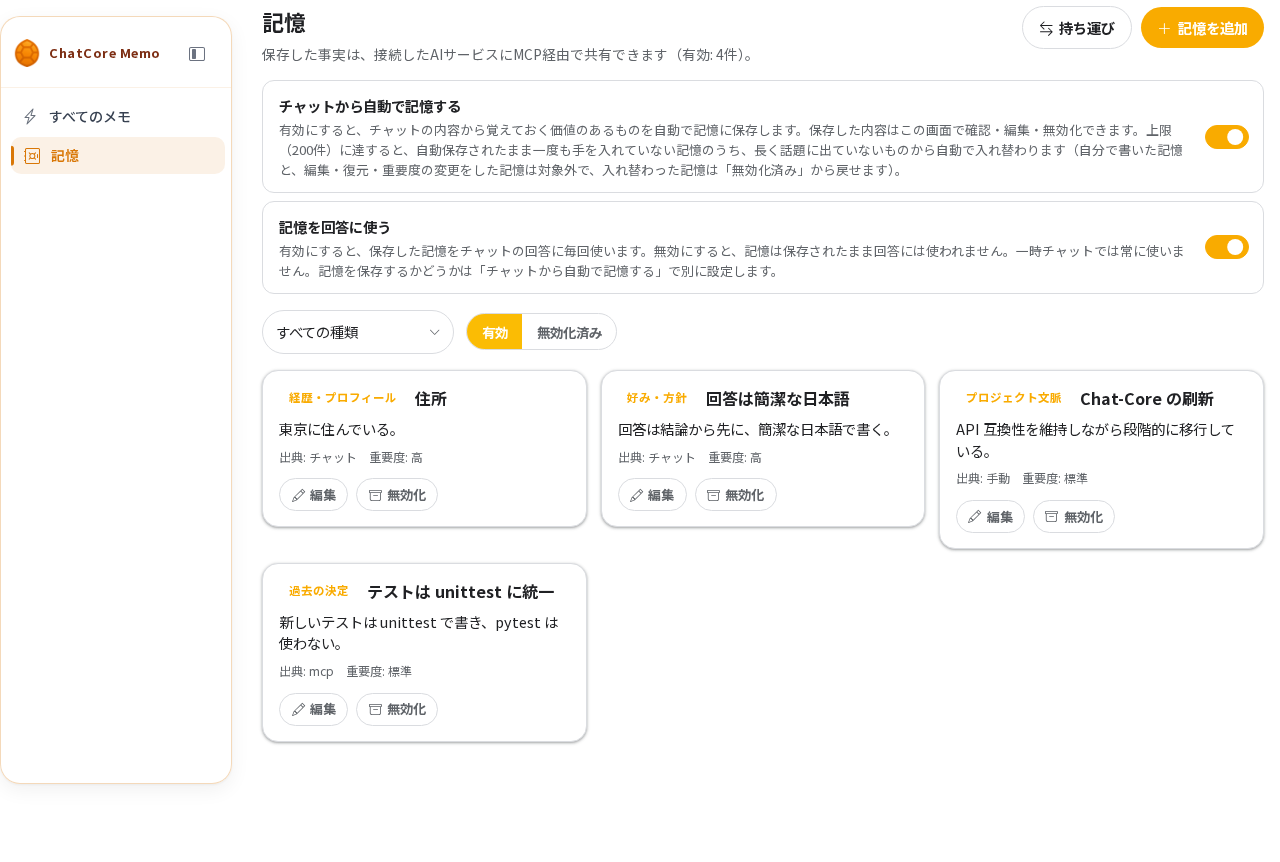 ChatCore Memo
すべてのメモ
記憶
記憶
保存した事実は、接続したAIサービスにMCP経由で共有できます（有効: 4件）。
持ち運び
記憶を追加
チャットから自動で記憶する
有効にすると、チャットの内容から覚えておく価値のあるものを自動で記憶に保存します。保存した内容はこの画面で確認・編集・無効化できます。上限
（200件）に達すると、自動保存されたまま一度も手を入れていない記憶のうち、長く話題に出ていないものから自動で入れ替わります（自分で書いた記憶
と、編集・復元・重要度の変更をした記憶は対象外で、入れ替わった記憶は「無効化済み」から戻せます）。
記憶を回答に使う
有効にすると、保存した記憶をチャットの回答に毎回使います。無効にすると、記憶は保存されたまま回答には使われません。一時チャットでは常に使いま
せん。記憶を保存するかどうかは「チャットから自動で記憶する」で別に設定します。
すべての種類
有効
無効化済み
経歴・プロフィール 住所
東京に住んでいる。
出典: チャット 重要度: 高
編集 無効化
好み・方針 回答は簡潔な日本語
回答は結論から先に、簡潔な日本語で書く。
出典: チャット 重要度: 高
編集 無効化
プロジェクト文脈 Chat-Core の刷新
API 互換性を維持しながら段階的に移行して
いる。
出典: 手動 重要度: 標準
編集 無効化
過去の決定 テストは unittest に統一
新しいテストは unittest で書き、pytest は
使わない。
出典: mcp 重要度: 標準
編集 無効化